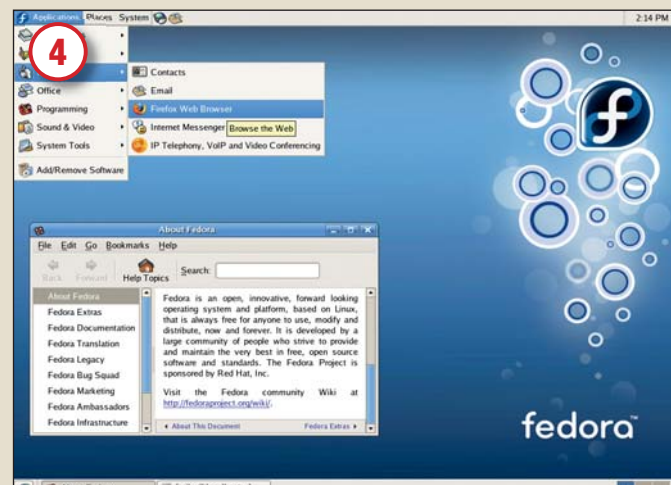 Applications Places System
2:14 PM
4
Office
Programming
Sound & Video
System Tools
Add/Remove Software
Contacts
Email
Firefox Web Browser
Internet Messenger
Browse the Web
IP Telephony, VoIP and Video Conferencing
About Fedora
File Edit Go Bookmarks Help
Back Forward Help Topics Search:
About Fedora
Fedora Extras
Fedora Documentation
Fedora Translation
Fedora Legacy
Fedora Bug Squad
Fedora Marketing
Fedora Ambassadors
Fedora Infrastructure
Fedora is an open, innovative, forward looking
operating system and platform, based on Linux,
that is always free for anyone to use, modify and
distribute, now and forever. It is developed by a
large community of people who strive to provide
and maintain the very best in free, open source
software and standards. The Fedora Project is
sponsored by Red Hat, Inc.
Visit the Fedora community Wiki at
http://fedoraproject.org/wiki/.
About This Document Fedora Extras
fedora™